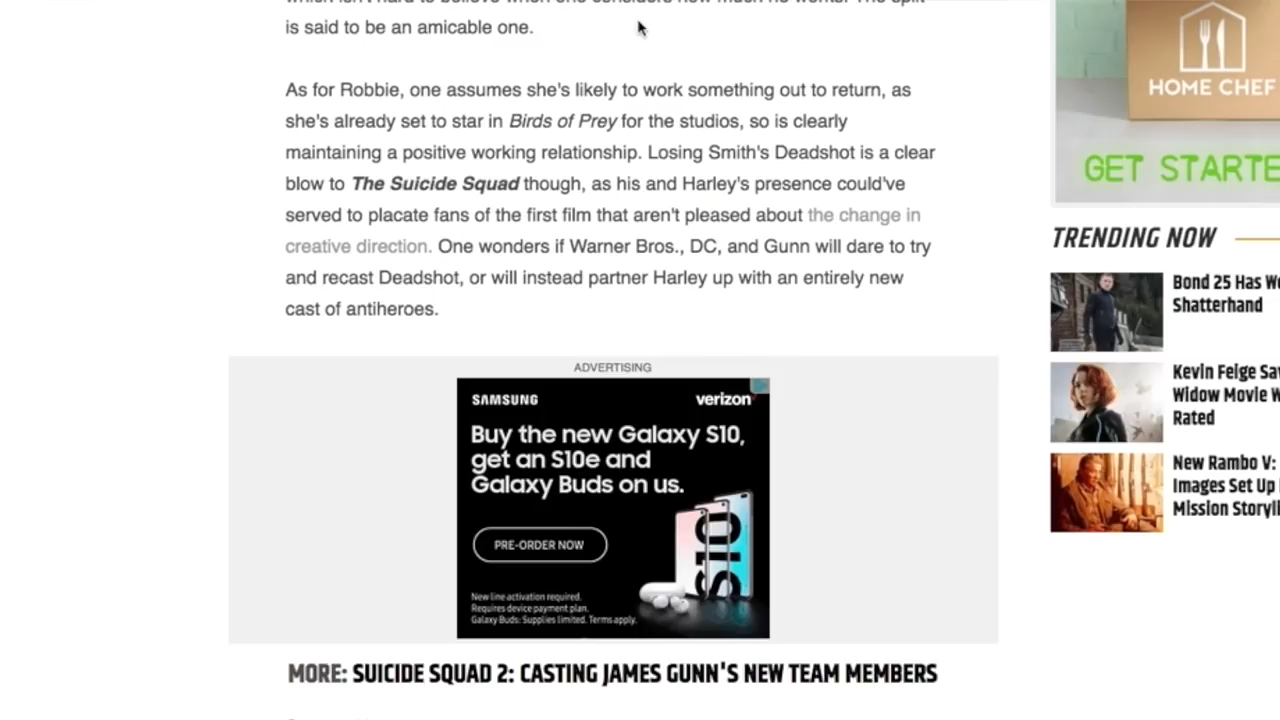 is said to be an amicable one.
As for Robbie, one assumes she's likely to work something out to return, as
she's already set to star in Birds of Prey for the studios, so is clearly
maintaining a positive working relationship. Losing Smith's Deadshot is a clear
blow to The Suicide Squad though, as his and Harley's presence could've
served to placate fans of the first film that aren't pleased about the change in
creative direction. One wonders if Warner Bros., DC, and Gunn will dare to try
and recast Deadshot, or will instead partner Harley up with an entirely new
cast of antiheroes.
ADVERTISING
SAMSUNG
verizon
Buy the new Galaxy S10,
get an S10e and
Galaxy Buds on us.
PRE-ORDER NOW
New line activation required.
Requires device payment plan.
Galaxy Buds: Supplies limited. Terms apply.
S10
MORE: SUICIDE SQUAD 2: CASTING JAMES GUNN'S NEW TEAM MEMBERS
HOME CHEF
GET STARTE
TRENDING NOW
Bond 25 Has
Shatterhand
Kevin Feige
Widow Movie
Rated
New Rambo V:
Images Set Up
Mission